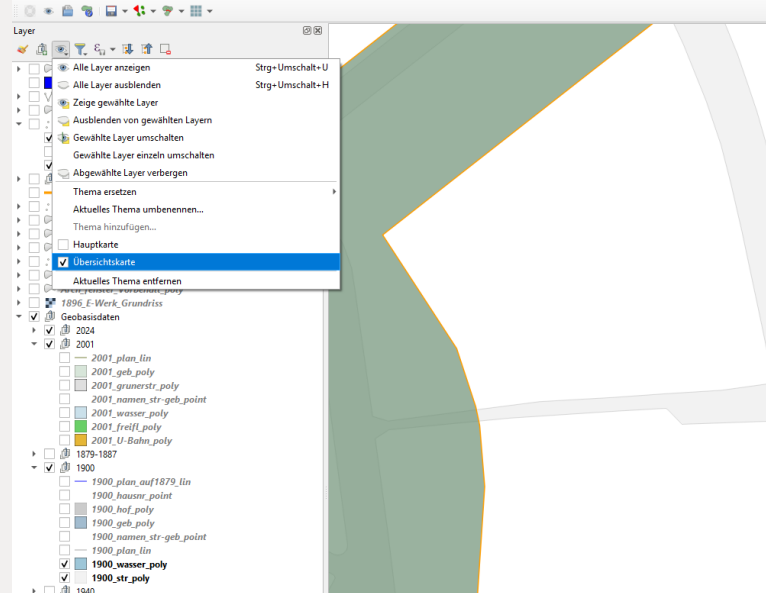 Layer
Alle Layer anzeigen Strg+Umschalt+U
Alle Layer ausblenden Strg+Umschalt+H
Zeige gewählte Layer
Ausblenden von gewählten Layern
Gewählte Layer umschalten
Gewählte Layer einzeln umschalten
Abgewählte Layer verbergen
Thema ersetzen
Aktuelles Thema umbenennen...
Thema hinzufügen...
Hauptkarte
Übersichtskarte
Aktuelles Thema entfernen
1896_E-Werk_Grundriss
Geobasisdaten
2024
2001
2001_plan_lin
2001_geb_poly
2001_grunerstr_poly
2001_namen_str-geb_point
2001_wasser_poly
2001_freifl_poly
2001_U-Bahn_poly
1879-1887
1900
1900_plan_auf1879_lin
1900_hausnr_point
1900_hof_poly
1900_geb_poly
1900_namen_str-geb_point
1900_plan_lin
1900_wasser_poly
1900_str_poly
1940